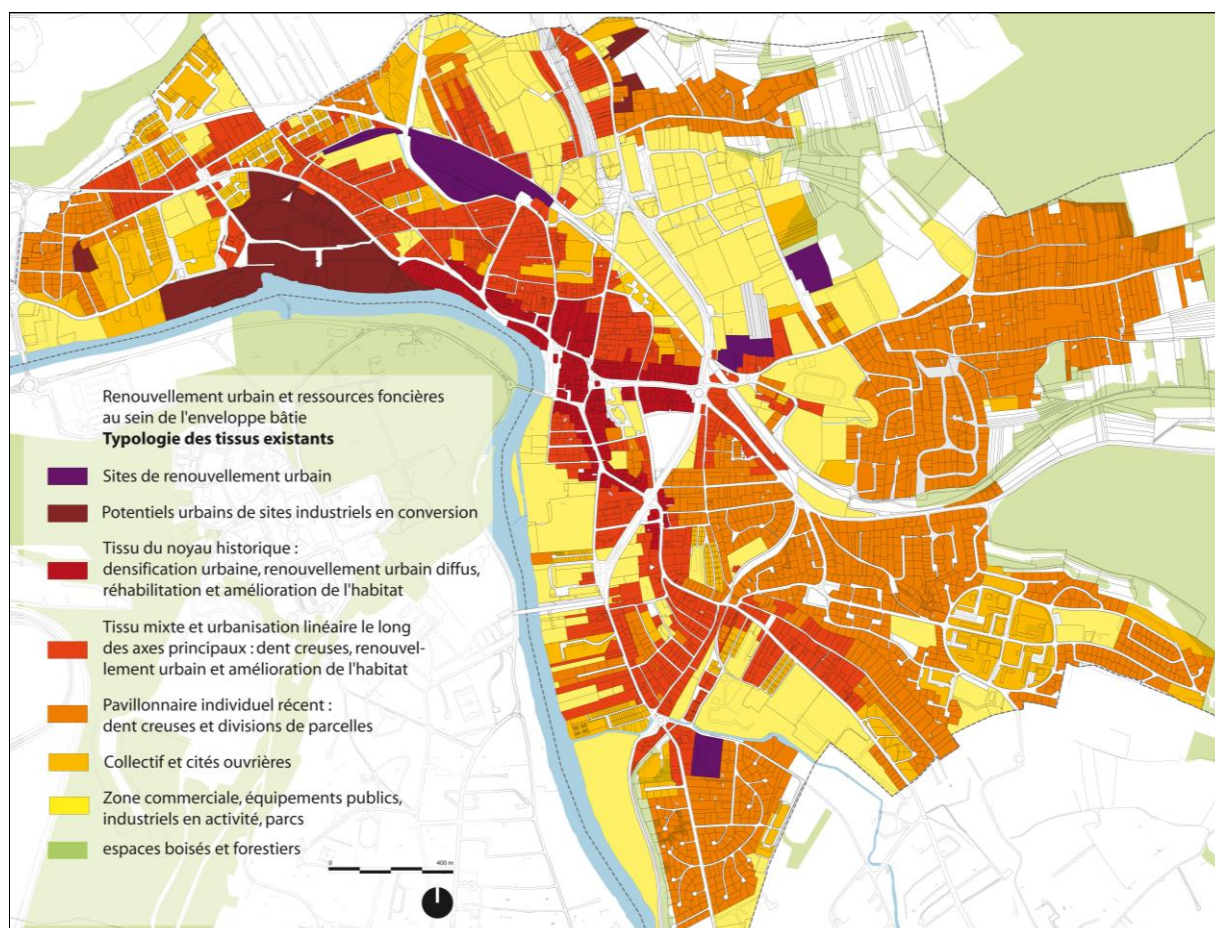 Renouvellement urbain et ressources foncières
au sein de l'enveloppe bâtie
Typologie des tissus existants
Sites de renouvellement urbain
Potentiels urbains de sites industriels en conversion
Tissu du noyau historique :
densification urbaine, renouvellement urbain diffus,
réhabilitation et amélioration de l'habitat
Tissu mixte et urbanisation linéaire le long
des axes principaux : dent creuses, renouvel-
lement urbain et amélioration de l'habitat
Pavillonnaire individuel récent :
dent creuses et divisions de parcelles
Collectif et cités ouvrières
Zone commerciale, équipements publics,
industriels en activité, parcs
espaces boisés et forestiers
0 400 m